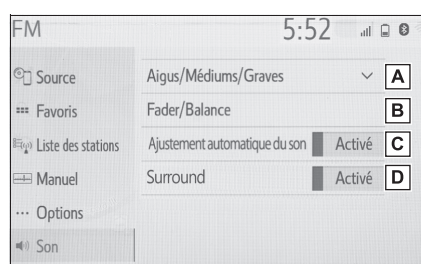 FM 5:52
Source
Favoris
Liste des stations
Manuel
Options
Son
Aigus/Médiums/Graves A
Fader/Balance B
Ajustement automatique du son Activé C
Surround Activé D